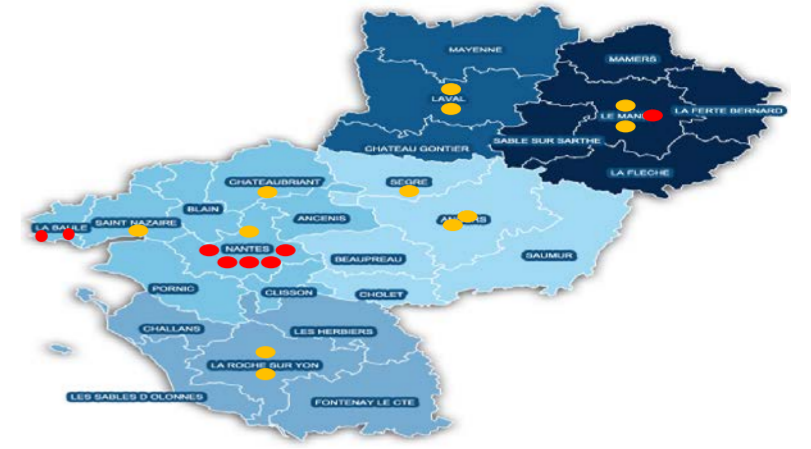 MAYENNE
MAMERS
LAVAL
LA FERTE BERNARD
LE MAN
SABLE SUR SARTHE
CHATEAU GONTIER
LA FLECHE
CHATEAUBRIANT
SEGRE
BLAIN
ANCENIS
SAINT NAZAIRE
LA BAULE
NANTES
BEAUPREAU
SAUMUR
PORNIC
CLISSON
CHOLET
CHALLANS
LES HERBIERS
LA ROCHE SUR YON
LES SABLES D OLONNES
FONTENAY LE CTE